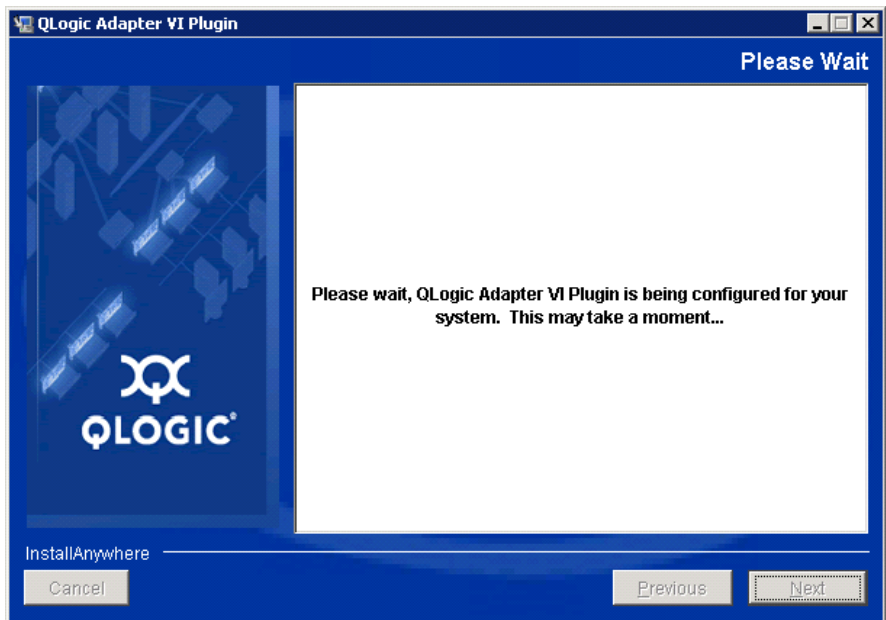 QLogic Adapter VI Plugin
Please Wait
Please wait, QLogic Adapter VI Plugin is being configured for your
system. This may take a moment...
QLOGIC®
InstallAnywhere
Cancel
Previous
Next